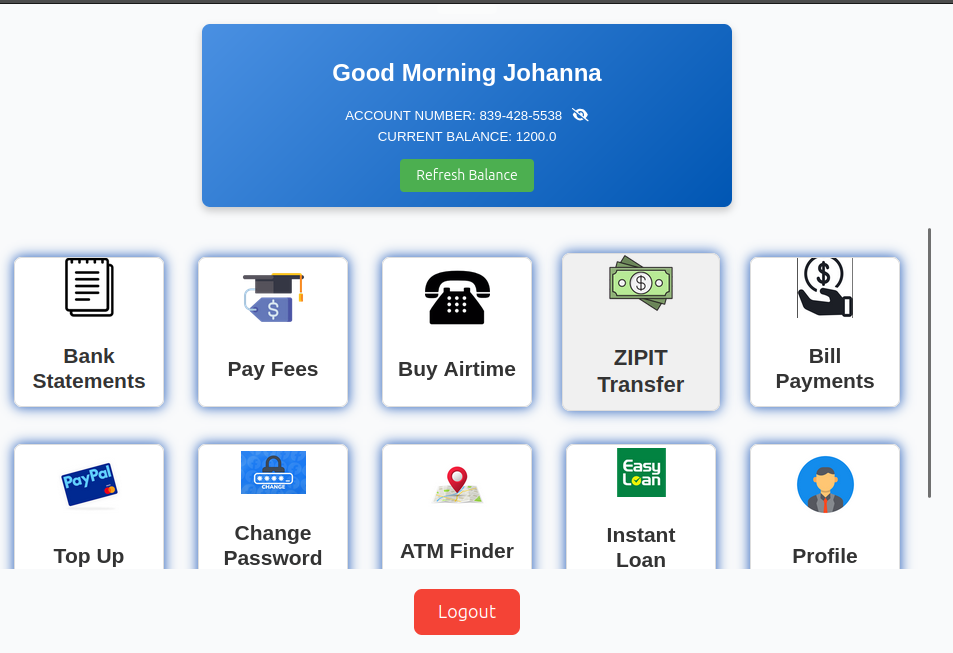 Good Morning Johanna
ACCOUNT NUMBER: 839-428-5538
CURRENT BALANCE: 1200.0
Refresh Balance
Bank
Statements
$
Pay Fees
Buy Airtime
$
ZIPIT
Transfer
$
Bill
Payments
PayPal
Top Up
CHANGE
Change
Password
ATM Finder
Easy
Loan
Instant
Loan
Profile
Logout